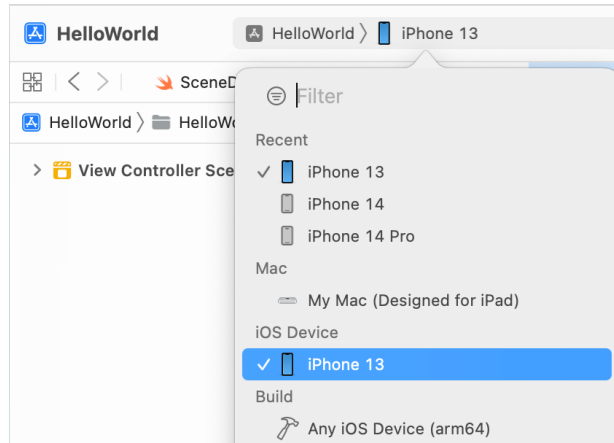 HelloWorld
HelloWorld 〉 iPhone 13
SceneD
HelloWorld 〉 HelloWo
View Controller Sce
Filter
Recent
iPhone 13
iPhone 14
iPhone 14 Pro
Mac
My Mac (Designed for iPad)
iOS Device
iPhone 13
Build
Any iOS Device (arm64)